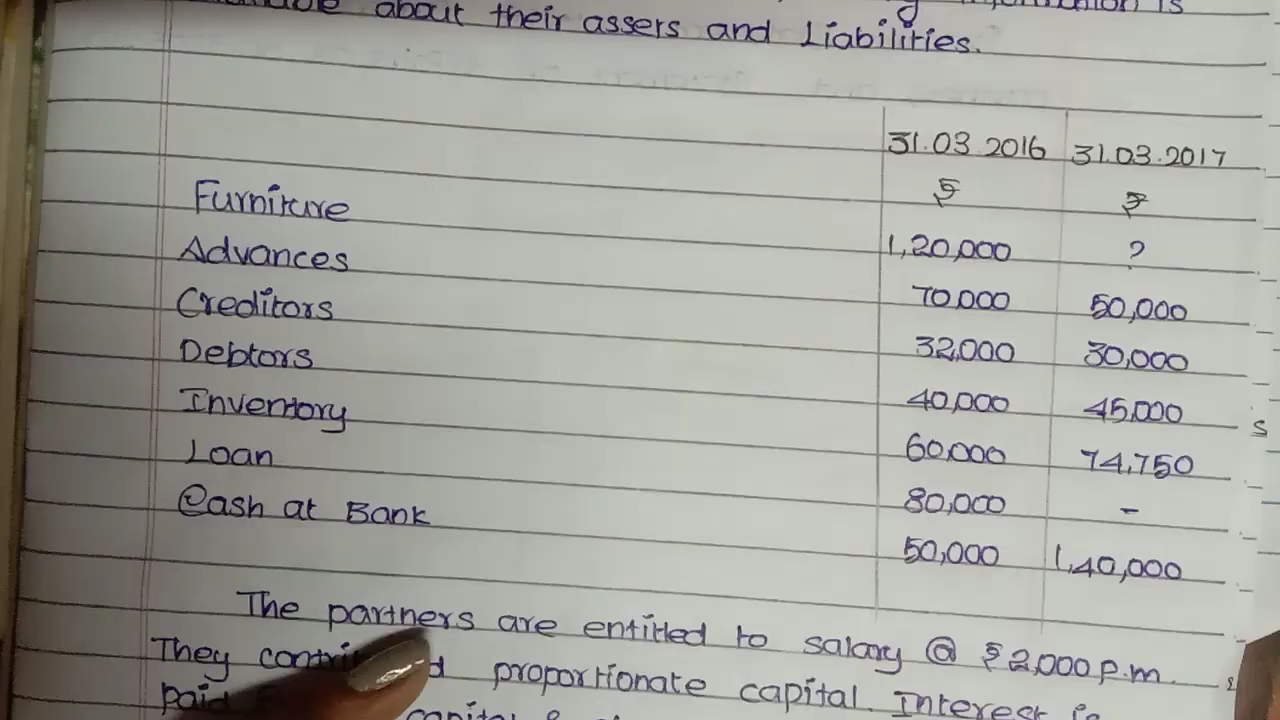 about their assers and Liabilities.
31.03.2016 31.03.2017
Furniture ₹ ₹
Advances 1,20,000 ?
Creditors 70,000 50,000
Debtors 32,000 30,000
Inventory 40,000 45,000
Loan 60,000 74,750
Cash at Bank 80,000 -
50,000 1,40,000
The partners are entitled to salary @ ₹2,000 p.m.
They proportionate capital. Interest is
Paid capital &